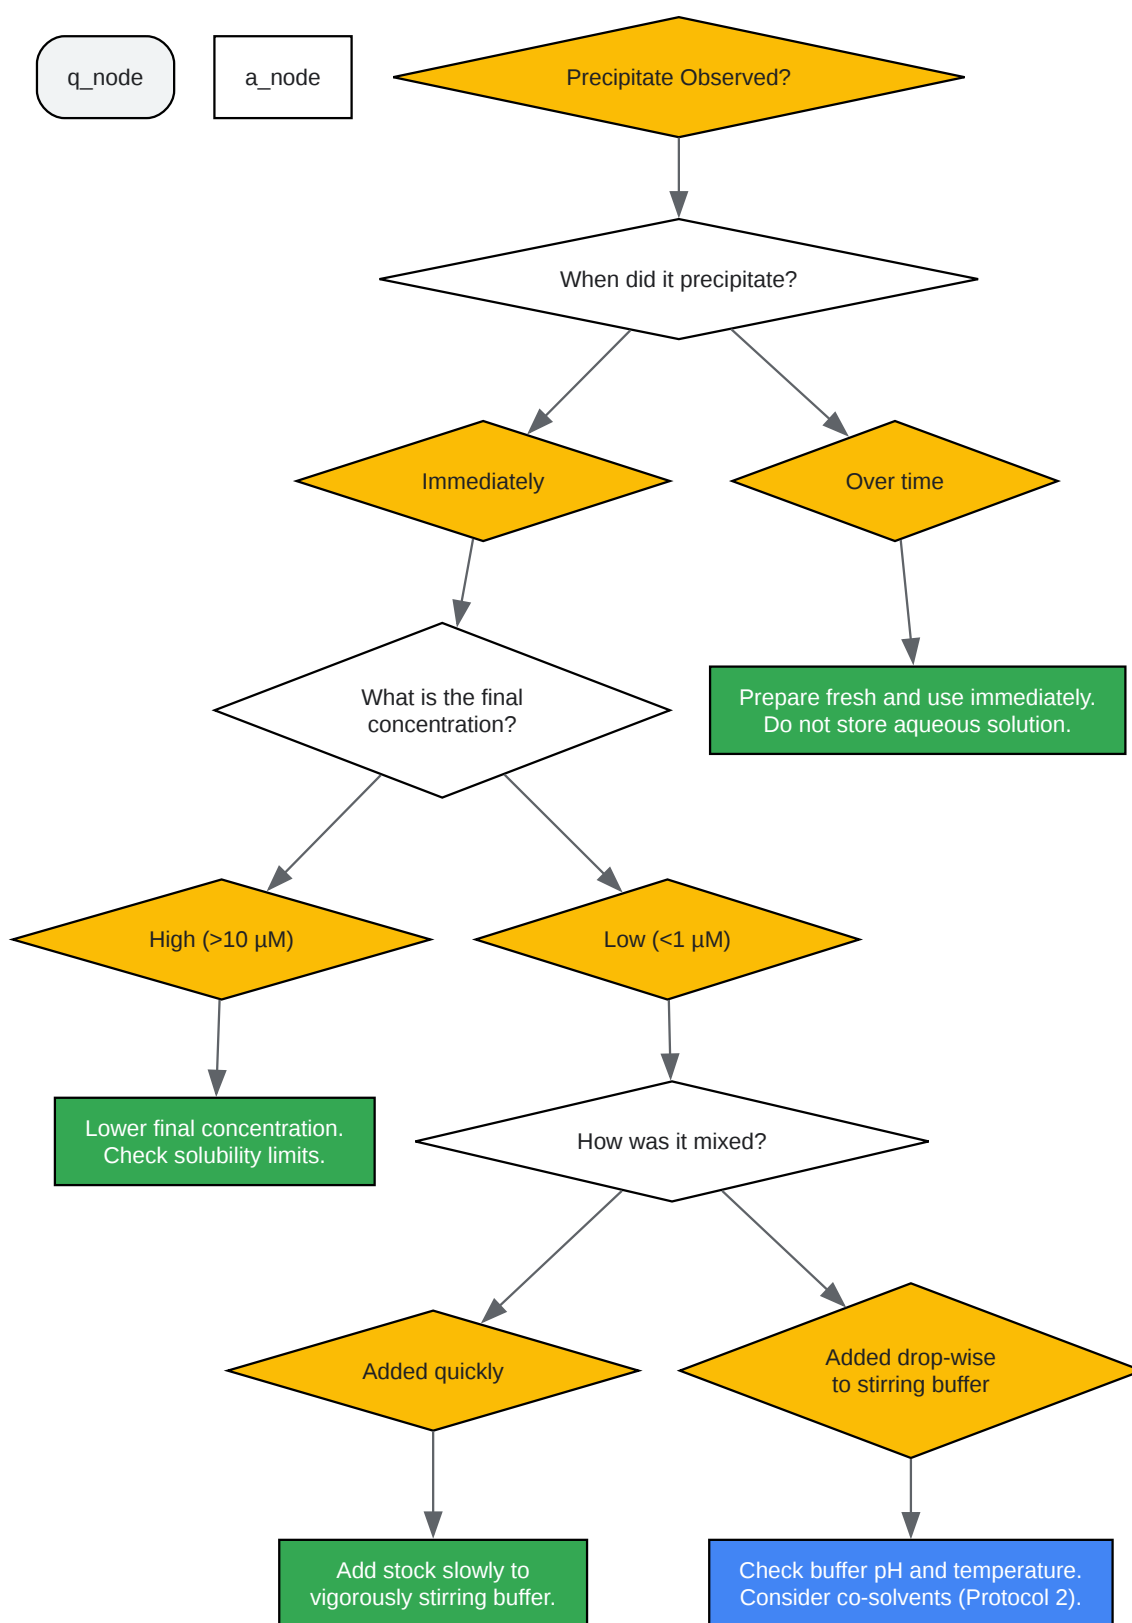 q_node
a_node
Precipitate Observed?
When did it precipitate?
Immediately
Over time
What is the final
concentration?
Prepare fresh and use immediately.
Do not store aqueous solution.
High (>10 µM)
Low (<1 µM)
Lower final concentration.
Check solubility limits.
How was it mixed?
Added quickly
Added drop-wise
to stirring buffer
Add stock slowly to
vigorously stirring buffer.
Check buffer pH and temperature.
Consider co-solvents (Protocol 2).